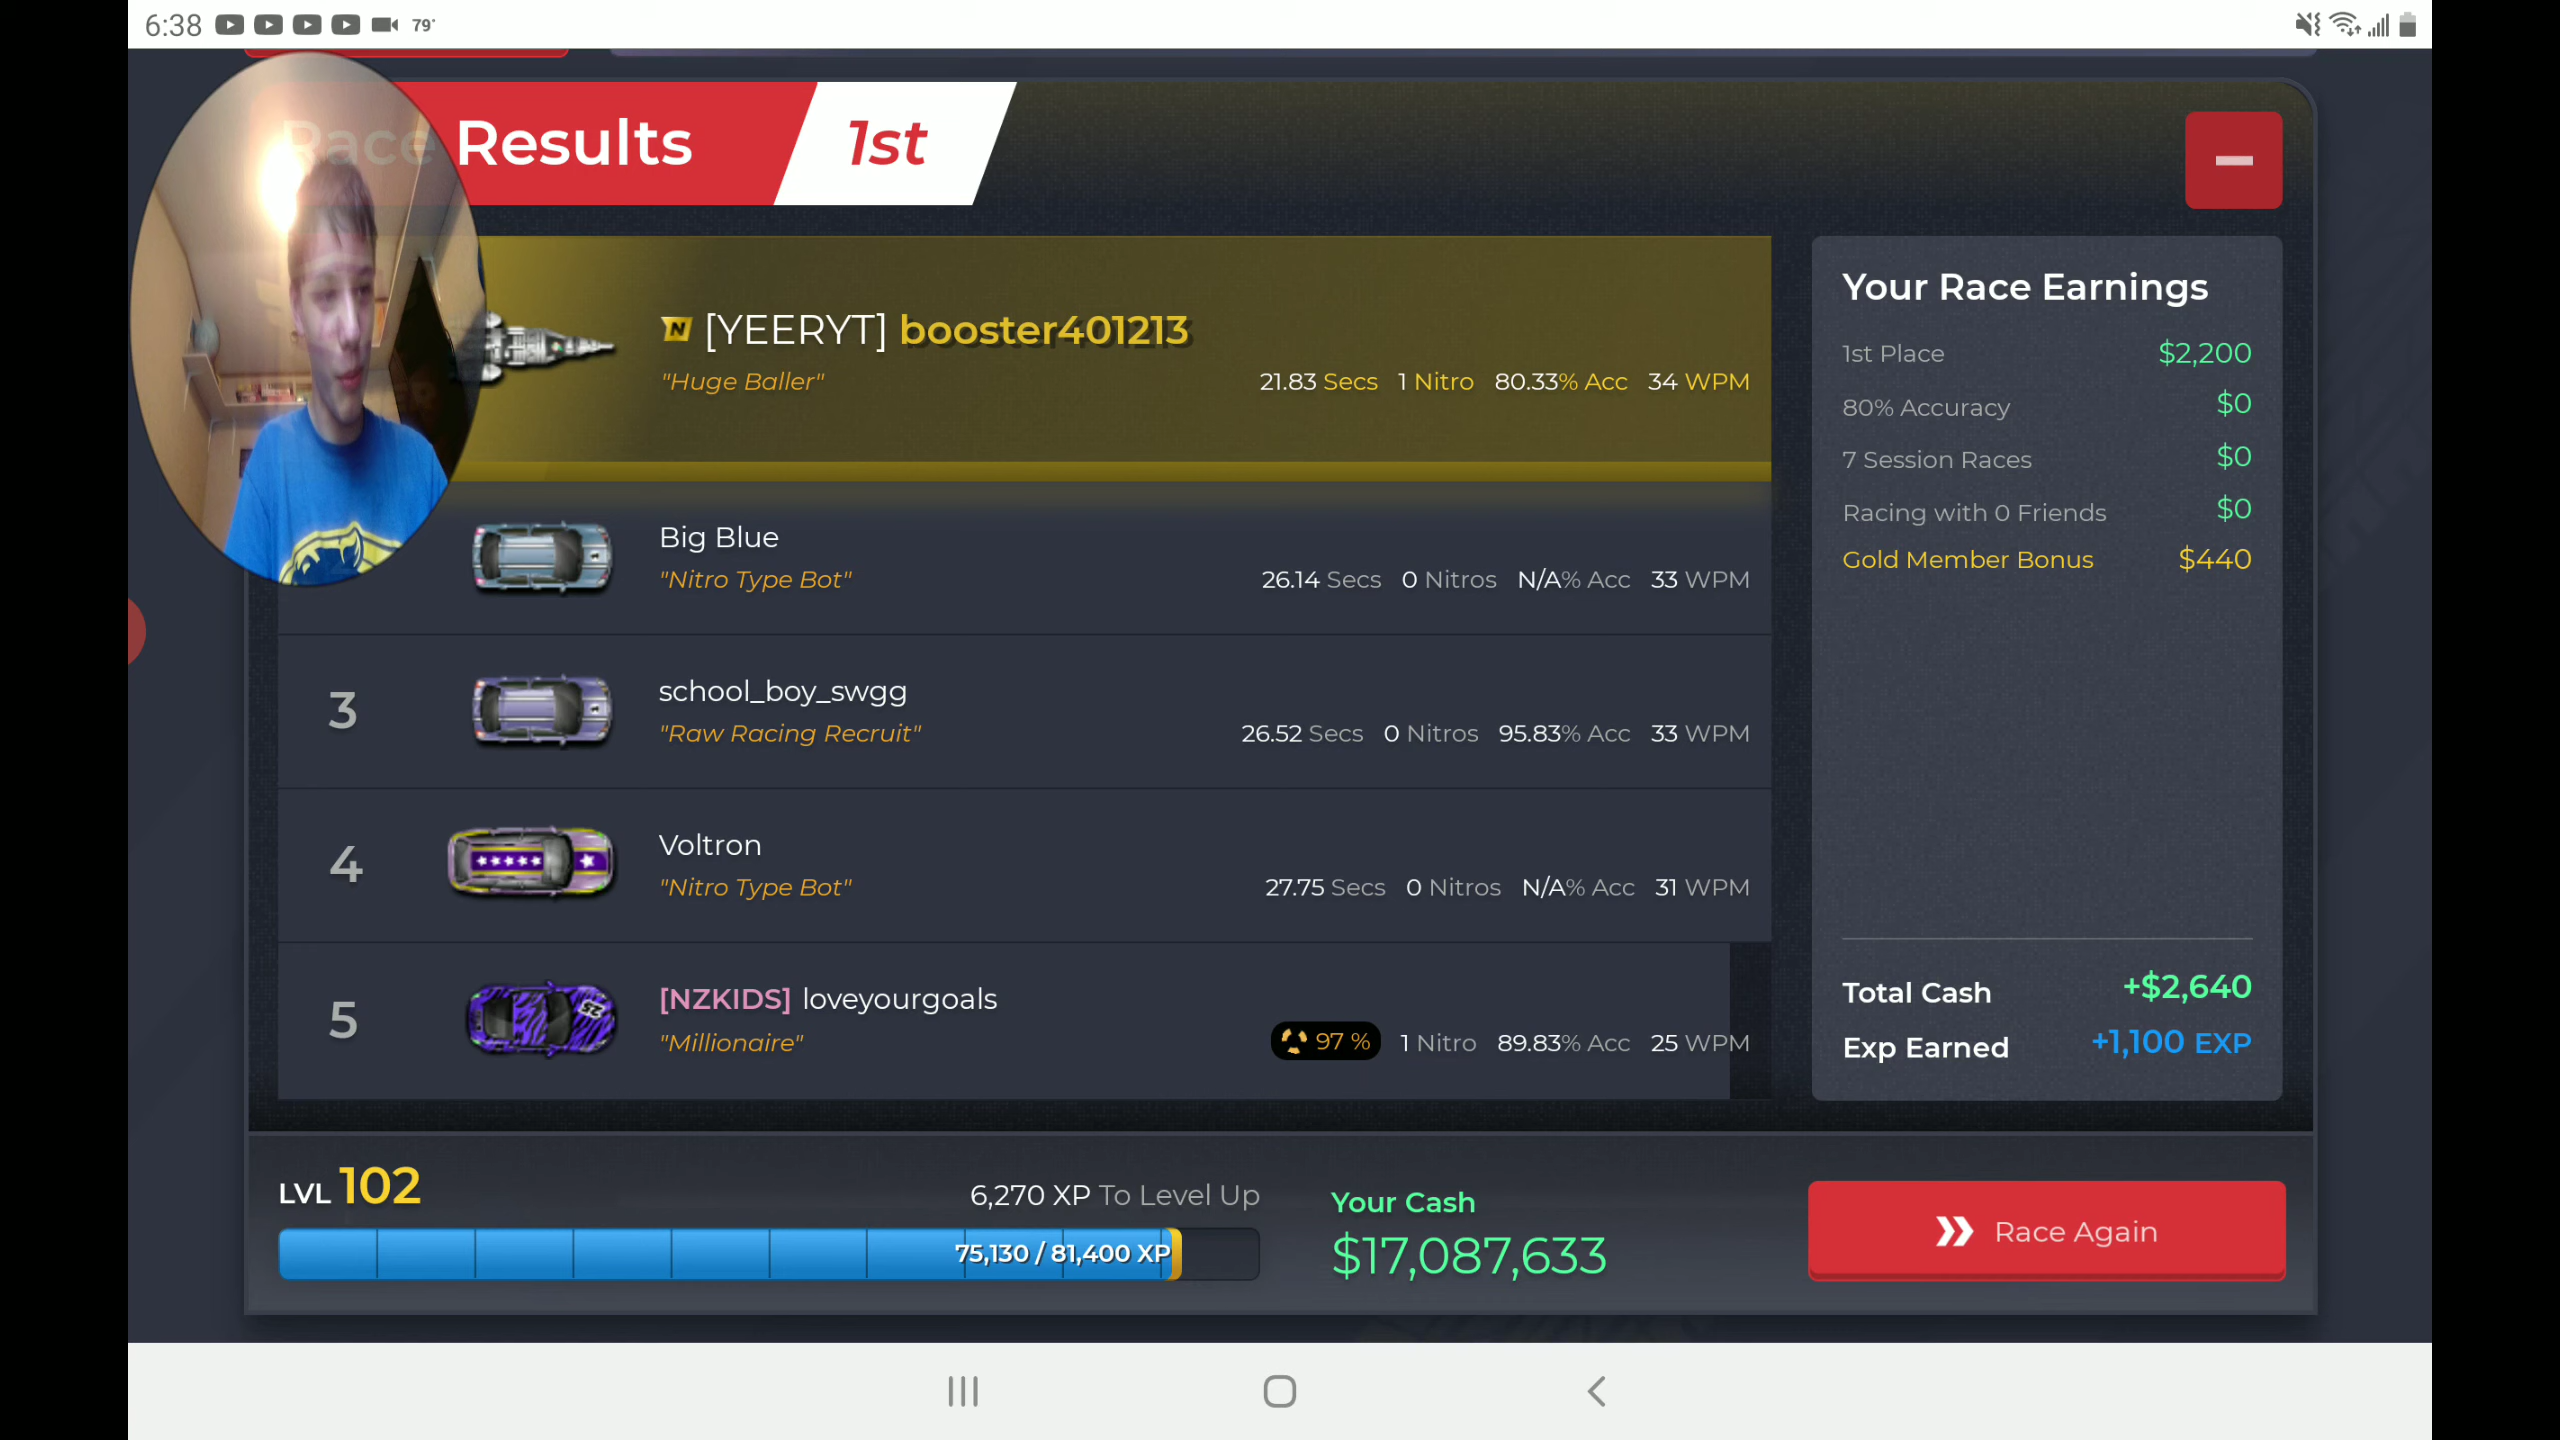 6:38 79°
Race Results 1st
N [YEERYT] booster401213
"Huge Baller" 21.83 Secs 1 Nitro 80.33% Acc 34 WPM
Big Blue
"Nitro Type Bot" 26.14 Secs 0 Nitros N/A% Acc 33 WPM
3 school_boy_swgg
"Raw Racing Recruit" 26.52 Secs 0 Nitros 95.83% Acc 33 WPM
4 Voltron
"Nitro Type Bot" 27.75 Secs 0 Nitros N/A% Acc 31 WPM
5 [NZKIDS] loveyourgoals
"Millionaire" 97 % 1 Nitro 89.83% Acc 25 WPM
Your Race Earnings
1st Place $2,200
80% Accuracy $0
7 Session Races $0
Racing with 0 Friends $0
Gold Member Bonus $440
Total Cash +$2,640
Exp Earned +1,100 EXP
LVL 102 6,270 XP To Level Up
75,130 / 81,400 XP
Your Cash
$17,087,633
Race Again